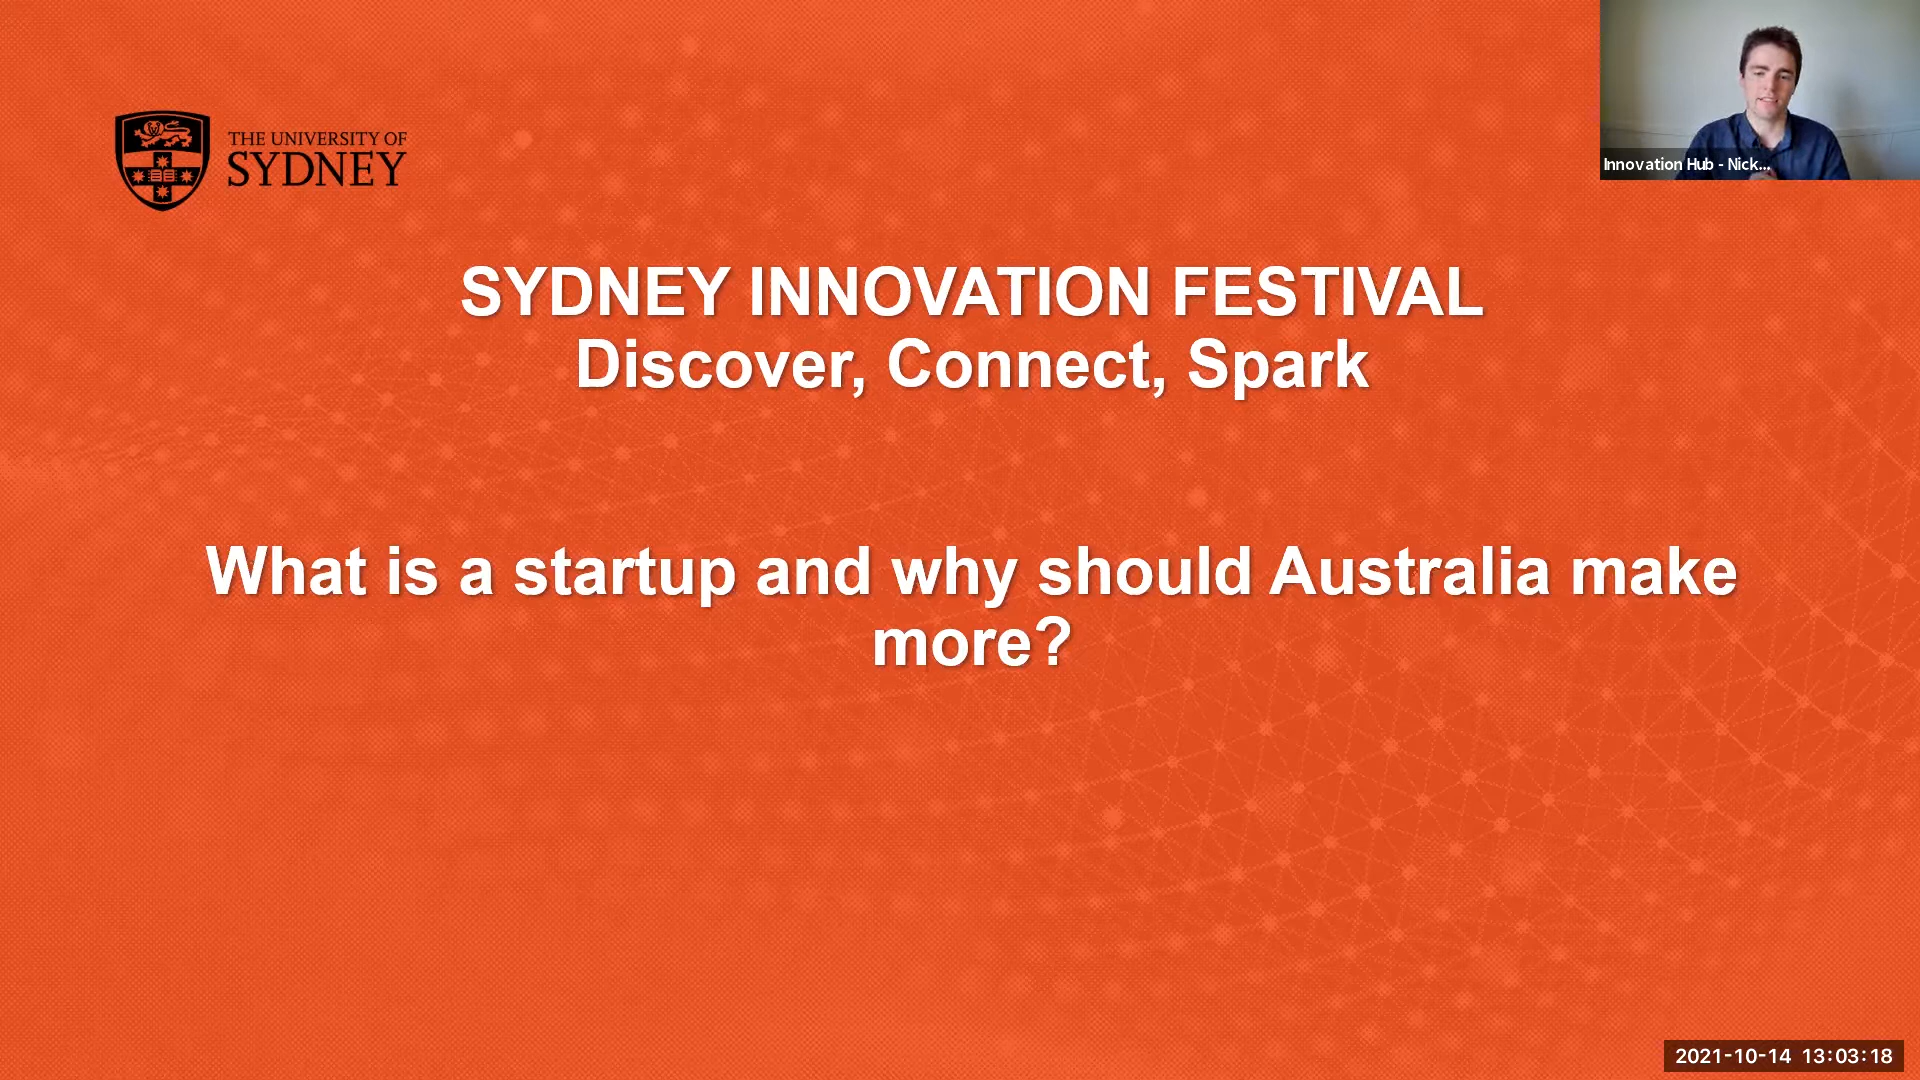 THE UNIVERSITY OF
SYDNEY
Innovation Hub - Nick...
SYDNEY INNOVATION FESTIVAL
Discover, Connect, Spark
What is a startup and why should Australia make
more?
2021-10-14 13:03:18